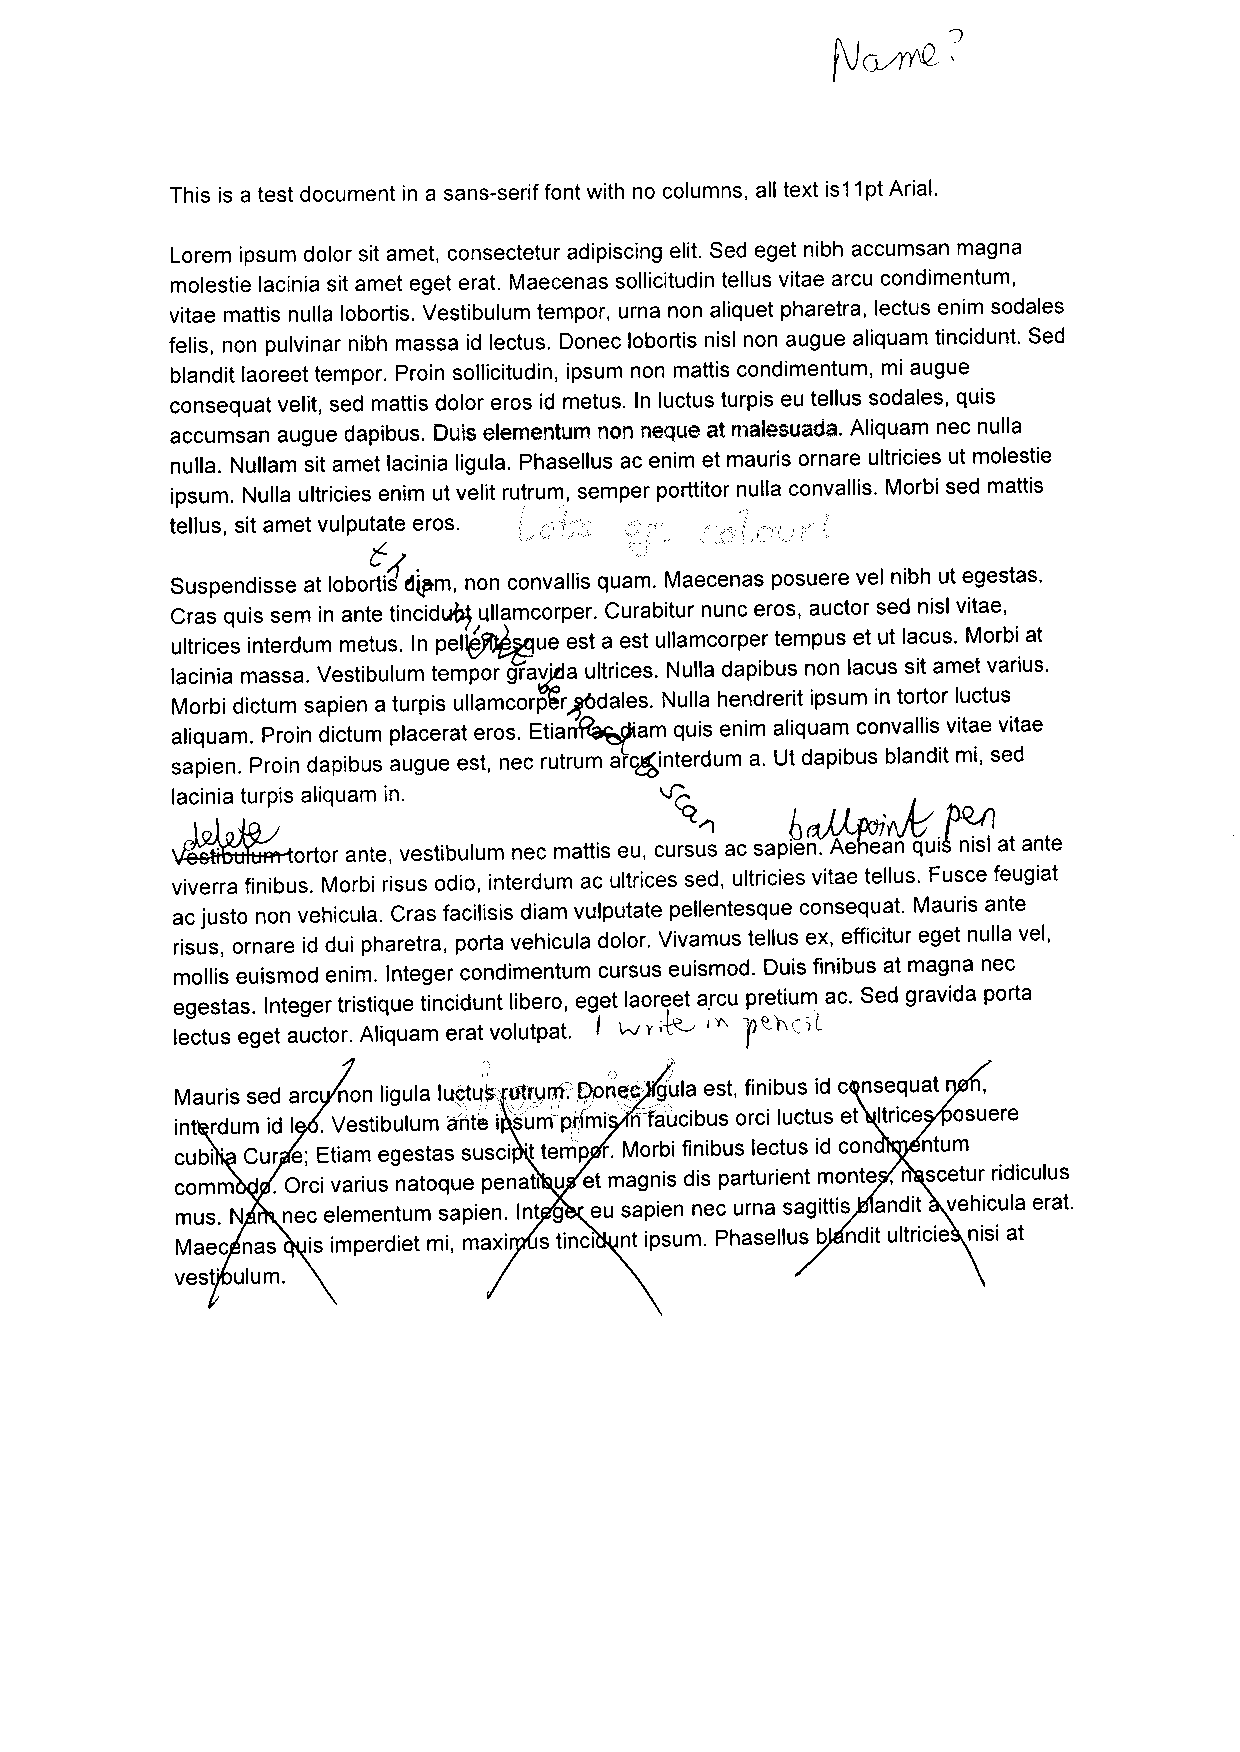 Name?
This is a test document in a sans-serif font with no columns, all text is11pt Arial.
Lorem ipsum dolor sit amet, consectetur adipiscing elit. Sed eget nibh accumsan magna
molestie lacinia sit amet eget erat. Maecenas sollicitudin tellus vitae arcu condimentum,
vitae mattis nulla lobortis. Vestibulum tempor, urna non aliquet pharetra, lectus enim sodales
felis, non pulvinar nibh massa id lectus. Donec lobortis nisl non augue aliquam tincidunt. Sed
blandit laoreet tempor. Proin sollicitudin, ipsum non mattis condimentum, mi augue
consequat velit, sed mattis dolor eros id metus. In luctus turpis eu tellus sodales, quis
accumsan augue dapibus. Duis elementum non neque at malesuada. Aliquam nec nulla
nulla. Nullam sit amet lacinia ligula. Phasellus ac enim et mauris ornare ultricies ut molestie
ipsum. Nulla ultricies enim ut velit rutrum, semper porttitor nulla convallis. Morbi sed mattis
tellus, sit amet vulputate eros. Lots of colour!
Suspendisse at lobortis diam, non convallis quam. Maecenas posuere vel nibh ut egestas.
Cras quis sem in ante tincidunt ullamcorper. Curabitur nunc eros, auctor sed nisl vitae,
ultrices interdum metus. In pellentesque est a est ullamcorper tempus et ut lacus. Morbi at
lacinia massa. Vestibulum tempor gravida ultrices. Nulla dapibus non lacus sit amet varius.
Morbi dictum sapien a turpis ullamcorper sodales. Nulla hendrerit ipsum in tortor luctus
aliquam. Proin dictum placerat eros. Etiam ac diam quis enim aliquam convallis vitae vitae
sapien. Proin dapibus augue est, nec rutrum arcu interdum a. Ut dapibus blandit mi, sed
lacinia turpis aliquam in. scan
delete ballpoint pen
Vestibulum tortor ante, vestibulum nec mattis eu, cursus ac sapien. Aenean quis nisl at ante
viverra finibus. Morbi risus odio, interdum ac ultrices sed, ultricies vitae tellus. Fusce feugiat
ac justo non vehicula. Cras facilisis diam vulputate pellentesque consequat. Mauris ante
risus, ornare id dui pharetra, porta vehicula dolor. Vivamus tellus ex, efficitur eget nulla vel,
mollis euismod enim. Integer condimentum cursus euismod. Duis finibus at magna nec
egestas. Integer tristique tincidunt libero, eget laoreet arcu pretium ac. Sed gravida porta
lectus eget auctor. Aliquam erat volutpat. I write in pencil
Mauris sed arcu non ligula luctus rutrum. Donec ligula est, finibus id consequat non,
interdum id leo. Vestibulum ante ipsum primis in faucibus orci luctus et ultrices posuere
cubilia Curae; Etiam egestas suscipit tempor. Morbi finibus lectus id condimentum
commodo. Orci varius natoque penatibus et magnis dis parturient montes, nascetur ridiculus
mus. Nam nec elementum sapien. Integer eu sapien nec urna sagittis blandit a vehicula erat.
Maecenas quis imperdiet mi, maximus tincidunt ipsum. Phasellus blandit ultricies nisi at
vestibulum.